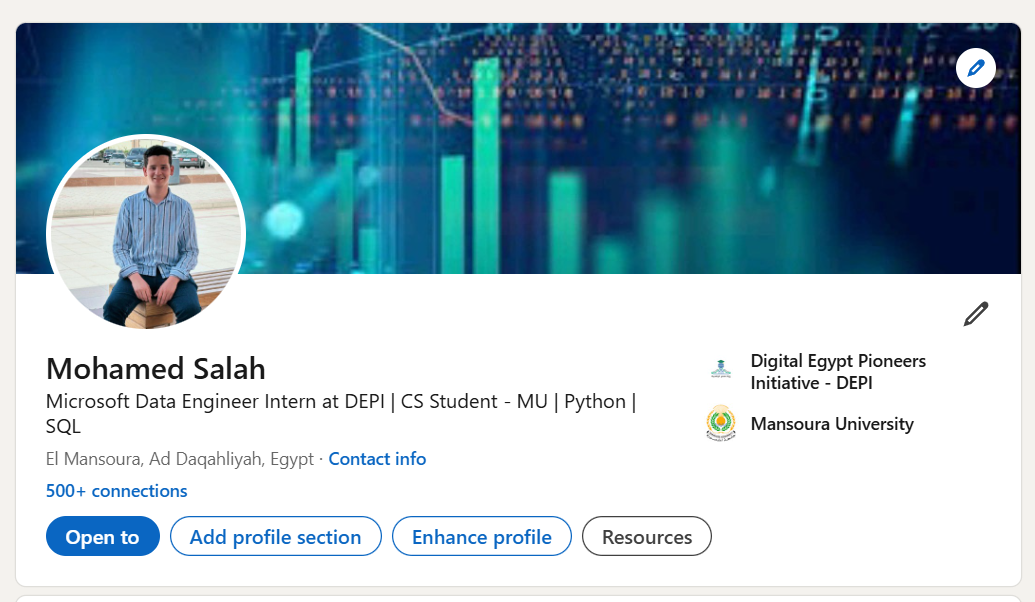 Mohamed Salah
Microsoft Data Engineer Intern at DEPI | CS Student - MU | Python |
SQL
El Mansoura, Ad Daqahliyah, Egypt · Contact info
500+ connections
Open to
Add profile section
Enhance profile
Resources
Digital Egypt Pioneers
Initiative - DEPI
Mansoura University